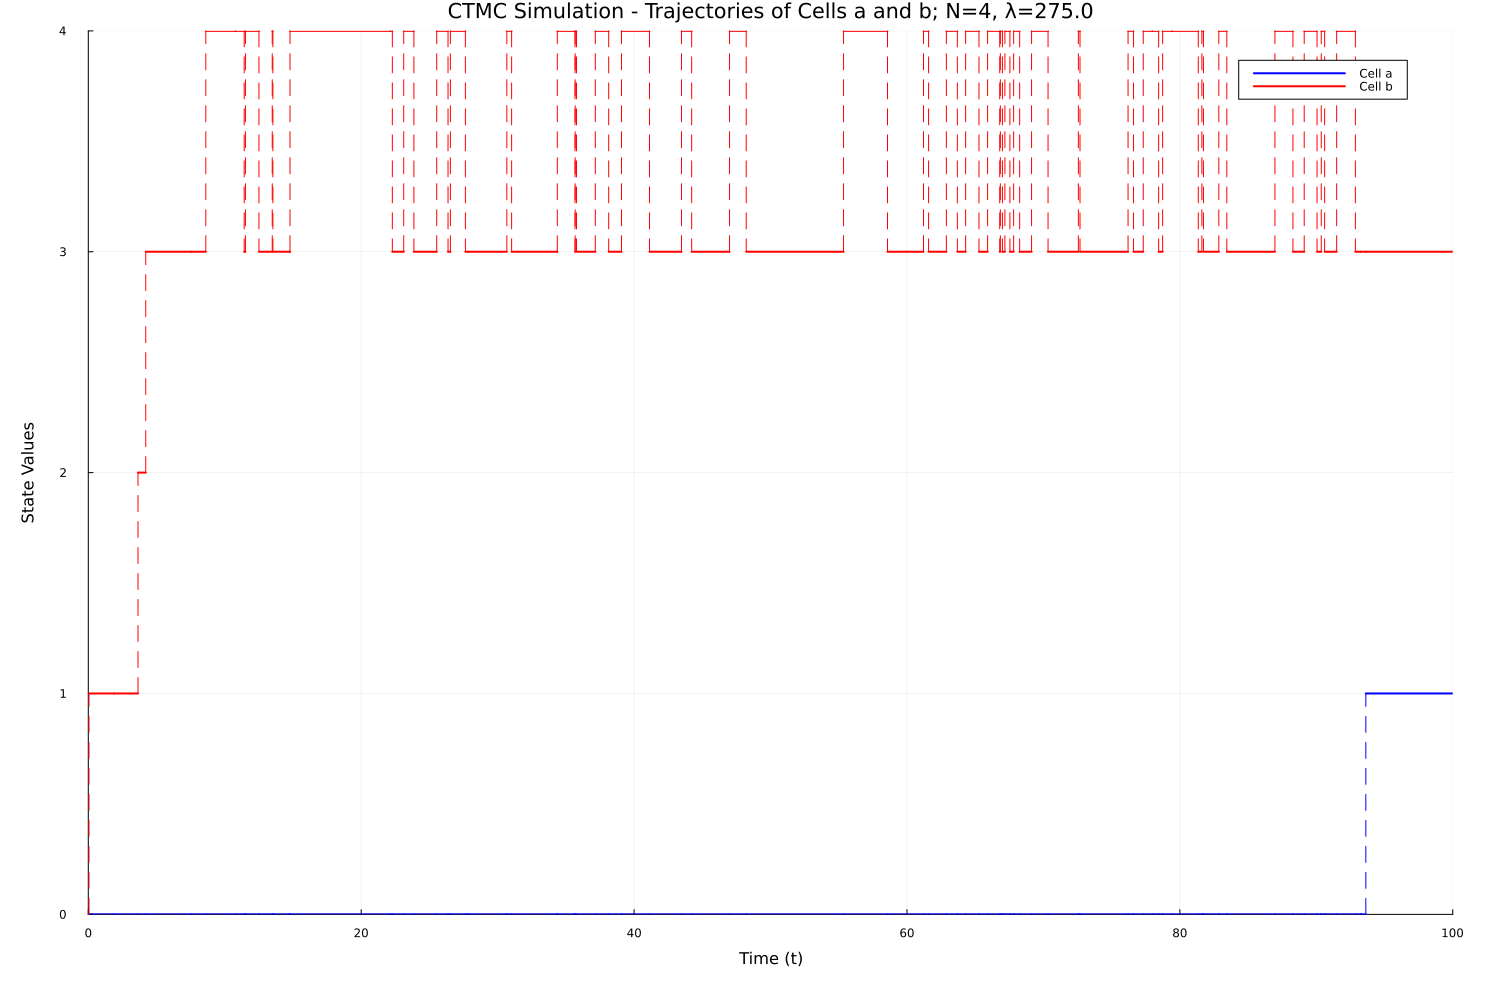 CTMC Simulation - Trajectories of Cells a and b; N=4, λ=275.0
4
Cell a
Cell b
3
State Values
2
1
0
0 20 40 60 80 100
Time (t)